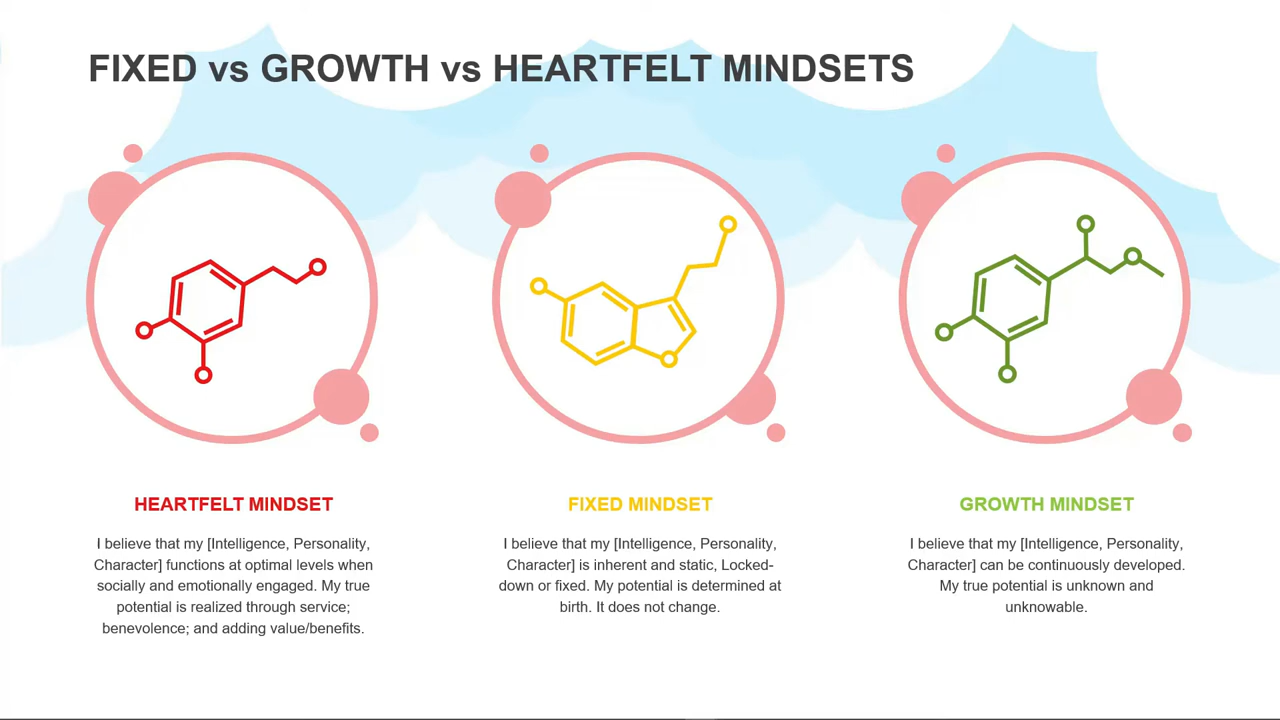 FIXED vs GROWTH vs HEARTFELT MINDSETS
HEARTFELT MINDSET
I believe that my [Intelligence, Personality,
Character] functions at optimal levels when
socially and emotionally engaged. My true
potential is realized through service;
benevolence; and adding value/benefits.
FIXED MINDSET
I believe that my [Intelligence, Personality,
Character] is inherent and static, Locked-
down or fixed. My potential is determined at
birth. It does not change.
GROWTH MINDSET
I believe that my [Intelligence, Personality,
Character] can be continuously developed.
My true potential is unknown and
unknowable.